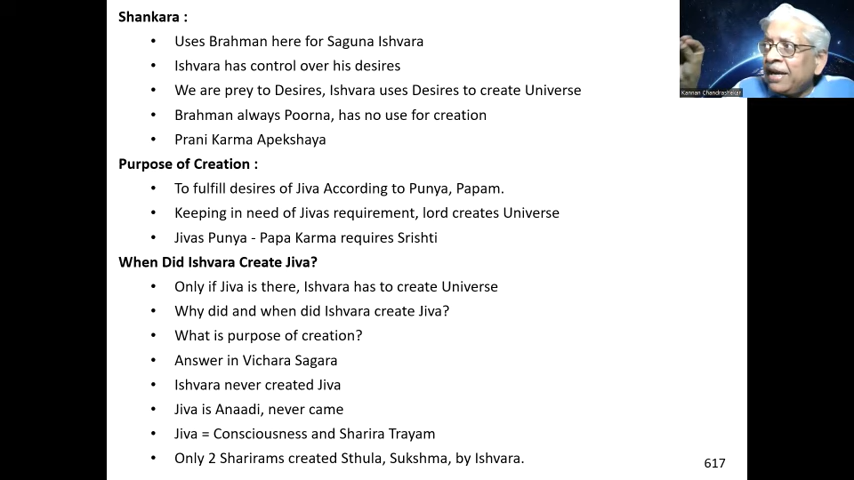 Shankara :
• Uses Brahman here for Saguna Ishvara
• Ishvara has control over his desires
• We are prey to Desires, Ishvara uses Desires to create Universe
• Brahman always Poorna, has no use for creation
• Prani Karma Apekshaya
Purpose of Creation :
• To fulfill desires of Jiva According to Punya, Papam.
• Keeping in need of Jivas requirement, lord creates Universe
• Jivas Punya - Papa Karma requires Srishti
When Did Ishvara Create Jiva?
• Only if Jiva is there, Ishvara has to create Universe
• Why did and when did Ishvara create Jiva?
• What is purpose of creation?
• Answer in Vichara Sagara
• Ishvara never created Jiva
• Jiva is Anaadi, never came
• Jiva = Consciousness and Sharira Trayam
• Only 2 Sharirams created Sthula, Sukshma, by Ishvara.
617
Kannan Chandrasekar